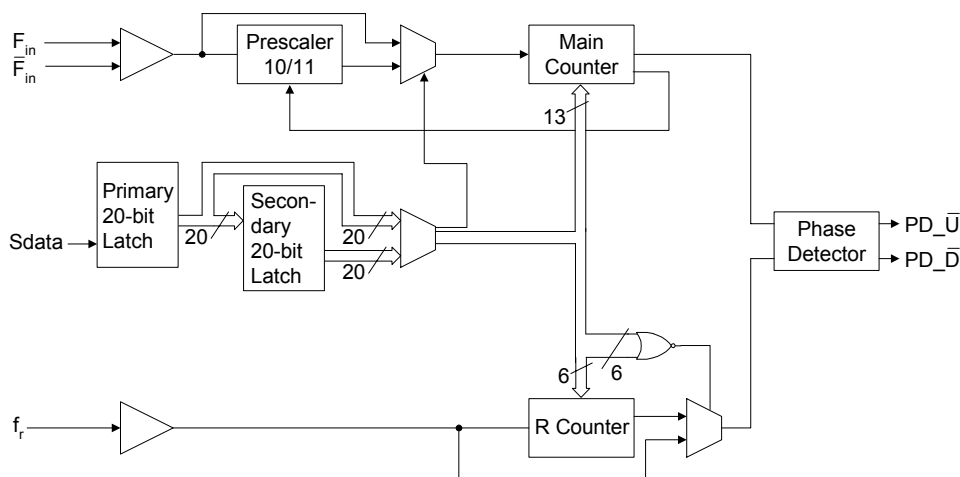 F_in
F̅_in
Prescaler
10/11
Main
Counter
13
Primary
20-bit
Latch
Sdata
20
Secon-
dary
20-bit
Latch
20
20
Phase
Detector
PD_U̅
PD_D̅
6
6
f_r
R Counter